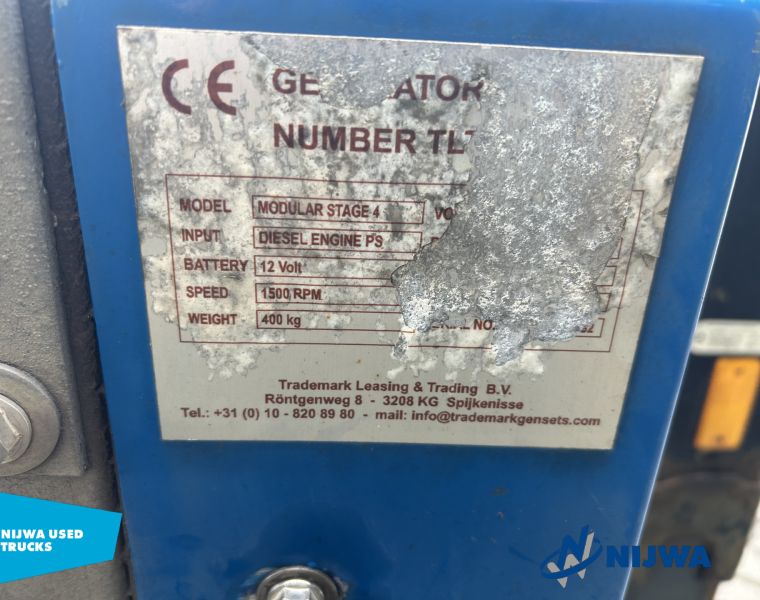 CE
NUMBER
MODEL MODULAR STAGE 4
INPUT DIESEL ENGINE PS
BATTERY 12 Volt
SPEED 1500 RPM
WEIGHT 400 kg NO.
Trademark Leasing & Trading B.V.
Röntgenweg 8 - 3208 KG Spijkenisse
Tel.: +31 (0) 10 - 820 89 80 - mail: info@trademarkgensets.com
NIJWA USED
TRUCKS
NIJWA